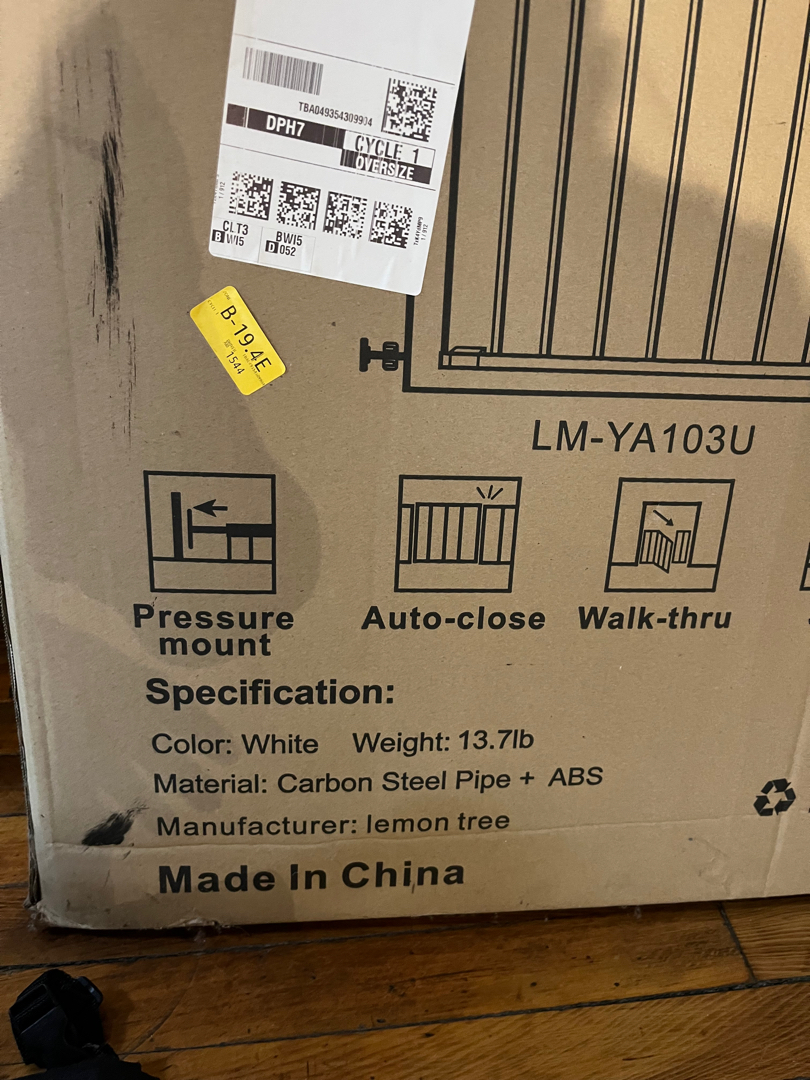 TBA049354309904
DPH7
CYCLE 1
OVERSIZE
CLT3
B WI5
BWI5
D 052
B-19.4E
1544
LM-YA103U
Pressure
mount
Auto-close
Walk-thru
Specification:
Color: White Weight: 13.7lb
Material: Carbon Steel Pipe + ABS
Manufacturer: lemon tree
Made In China